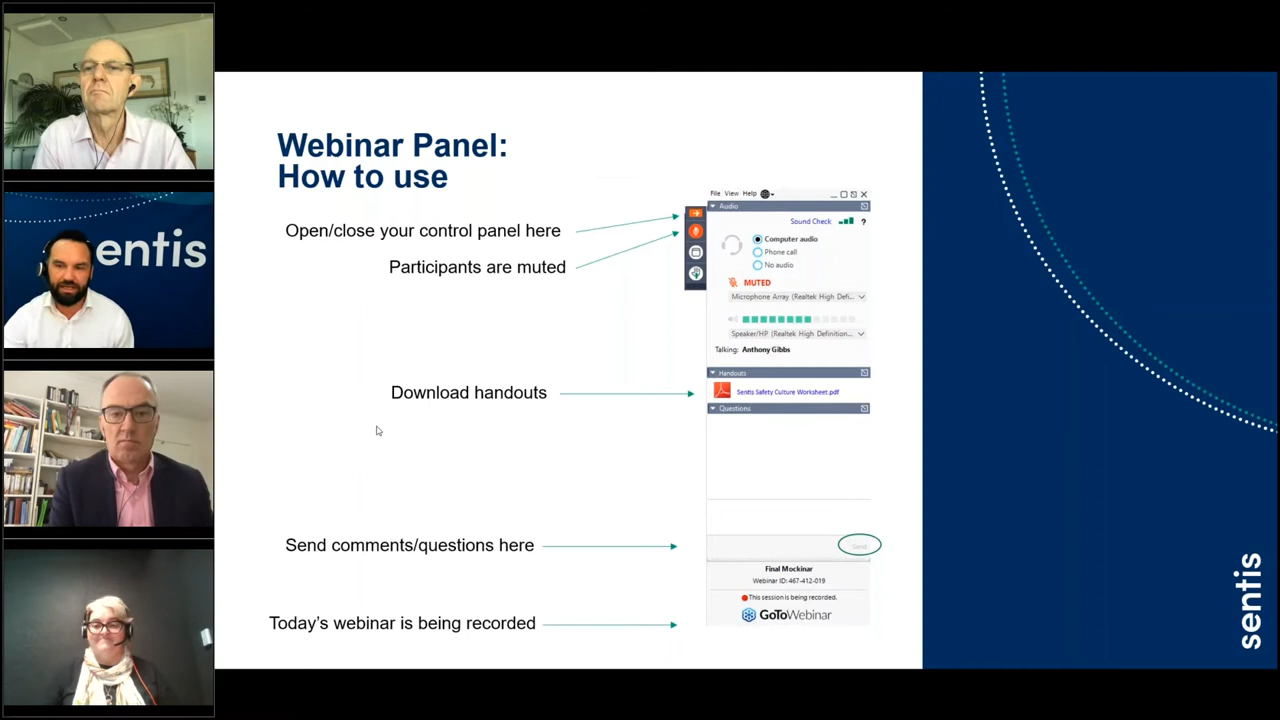 entis
Webinar Panel:
How to use
Open/close your control panel here
Participants are muted
Download handouts
Send comments/questions here
Today's webinar is being recorded
File View Help
Audio
Sound Check
?
Computer audio
Phone call
No audio
MUTED
Microphone Array (Realtek High Defi...
Speaker/HP (Realtek High Definition...
Talking: Anthony Gibbs
Handouts
Sentis Safety Culture Worksheet.pdf
Questions
Send
Final Mockinar
Webinar ID: 467-412-019
This session is being recorded.
GoToWebinar
sentis